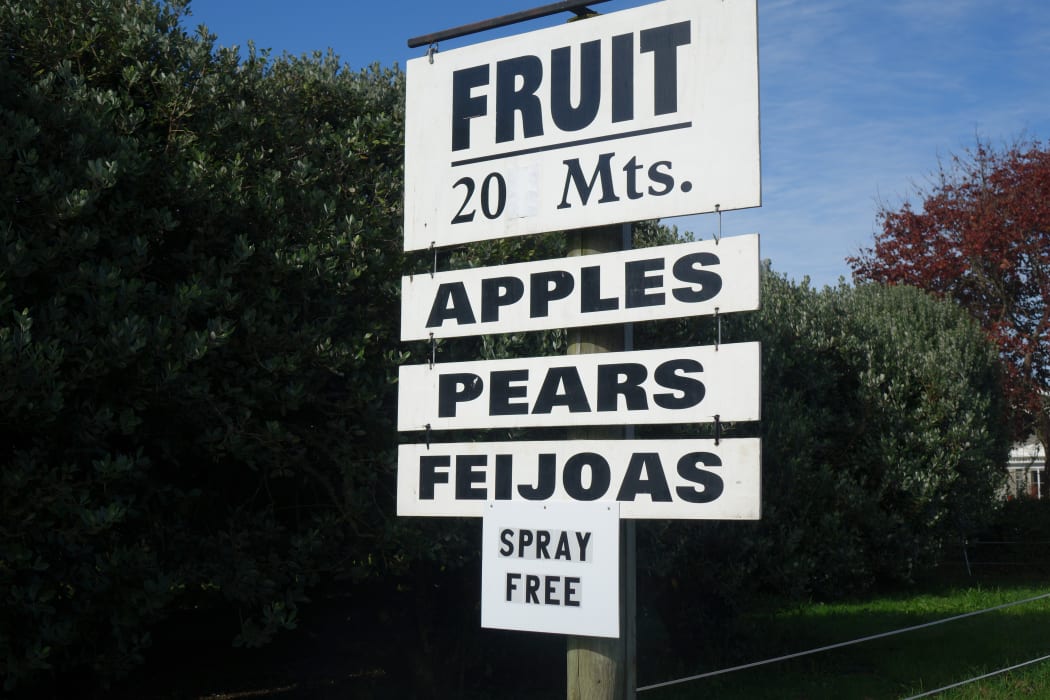 FRUIT
20 Mts.
APPLES
PEARS
FEIJOAS
SPRAY
FREE